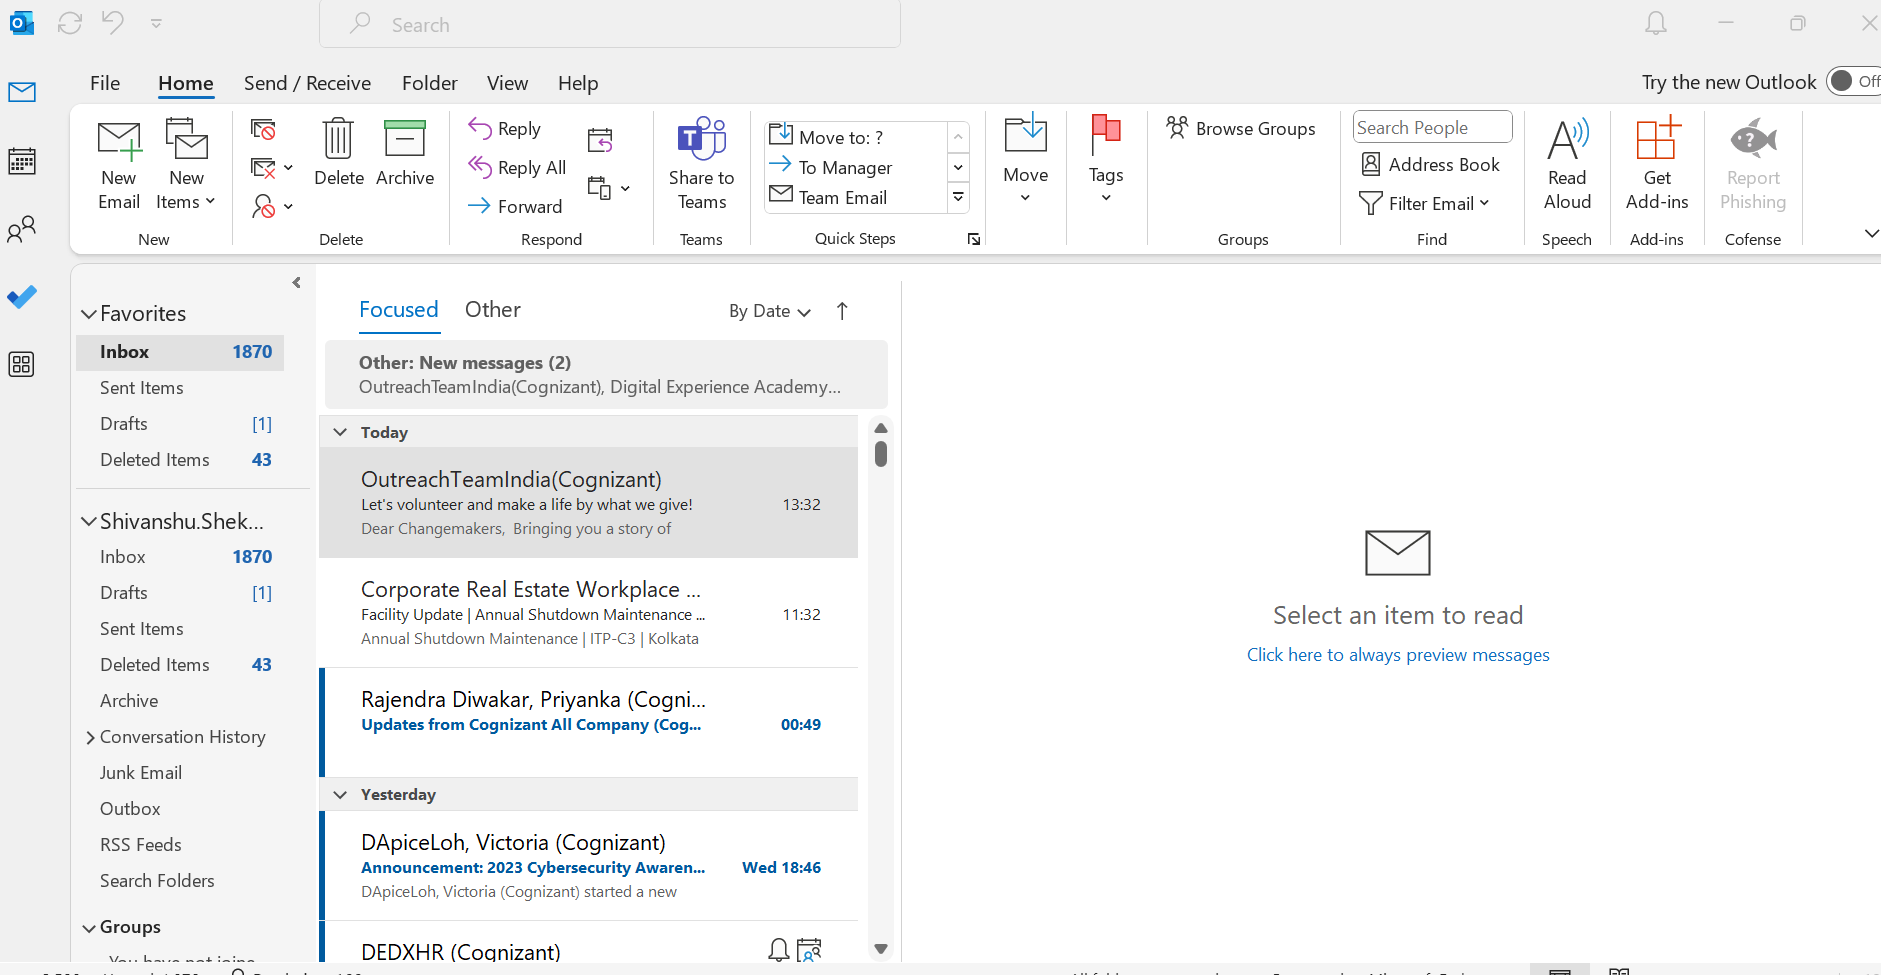 Search
File Home Send / Receive Folder View Help
Try the new Outlook Off
New Email
New Items
New
Delete
Archive
Delete
Reply
Reply All
Forward
Respond
Share to Teams
Teams
Move to: ?
To Manager
Team Email
Quick Steps
Move
Tags
Browse Groups
Groups
Search People
Address Book
Filter Email
Find
Read Aloud
Speech
Get Add-ins
Add-ins
Report Phishing
Cofense
Favorites
Inbox 1870
Sent Items
Drafts [1]
Deleted Items 43
Shivanshu.Shek...
Inbox 1870
Drafts [1]
Sent Items
Deleted Items 43
Archive
Conversation History
Junk Email
Outbox
RSS Feeds
Search Folders
Groups
You have not joine
Focused Other By Date
Other: New messages (2)
OutreachTeamIndia(Cognizant), Digital Experience Academy...
Today
OutreachTeamIndia(Cognizant)
Let's volunteer and make a life by what we give! 13:32
Dear Changemakers, Bringing you a story of
Corporate Real Estate Workplace ...
Facility Update | Annual Shutdown Maintenance ... 11:32
Annual Shutdown Maintenance | ITP-C3 | Kolkata
Rajendra Diwakar, Priyanka (Cogni...
Updates from Cognizant All Company (Cog... 00:49
Yesterday
DApiceLoh, Victoria (Cognizant)
Announcement: 2023 Cybersecurity Awaren... Wed 18:46
DApiceLoh, Victoria (Cognizant) started a new
DEDXHR (Cognizant)
Select an item to read
Click here to always preview messages